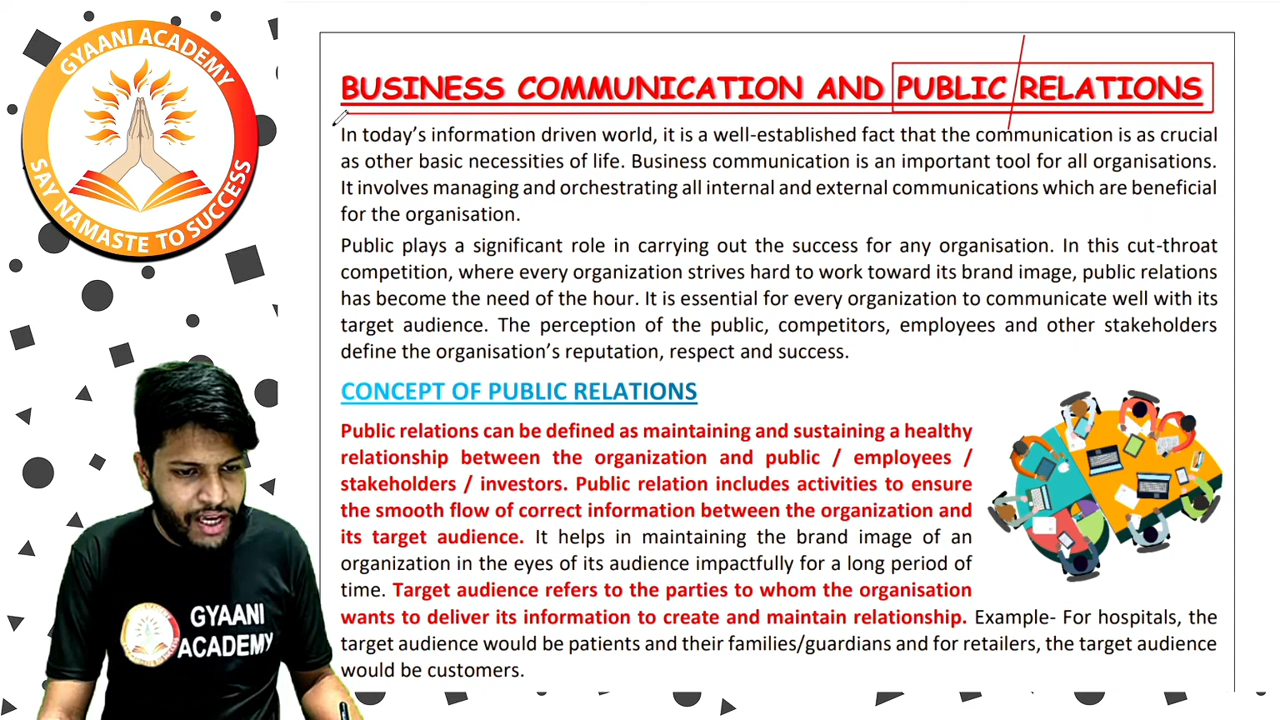 GYAANI ACADEMY
SAY NAMASTE TO SUCCESS
BUSINESS COMMUNICATION AND PUBLIC RELATIONS
In today’s information driven world, it is a well-established fact that the communication is as crucial
as other basic necessities of life. Business communication is an important tool for all organisations.
It involves managing and orchestrating all internal and external communications which are beneficial
for the organisation.
Public plays a significant role in carrying out the success for any organisation. In this cut-throat
competition, where every organization strives hard to work toward its brand image, public relations
has become the need of the hour. It is essential for every organization to communicate well with its
target audience. The perception of the public, competitors, employees and other stakeholders
define the organisation’s reputation, respect and success.
CONCEPT OF PUBLIC RELATIONS
Public relations can be defined as maintaining and sustaining a healthy
relationship between the organization and public / employees /
stakeholders / investors. Public relation includes activities to ensure
the smooth flow of correct information between the organization and
its target audience. It helps in maintaining the brand image of an
organization in the eyes of its audience impactfully for a long period of
time. Target audience refers to the parties to whom the organisation
wants to deliver its information to create and maintain relationship. Example- For hospitals, the
target audience would be patients and their families/guardians and for retailers, the target audience
would be customers.
GYAANI
ACADEMY